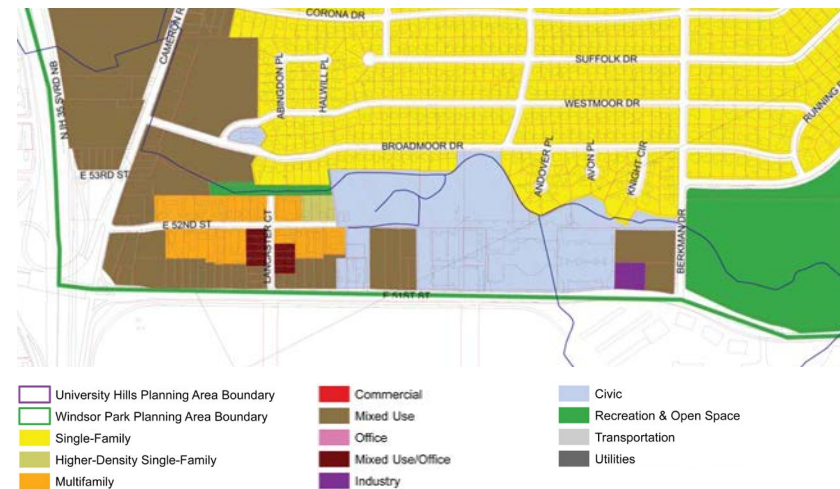 CORONA DR
CAMERON R
N IH 35 SVRD NB
ABINGDON PL
HALWILL PL
SUFFOLK DR
WESTMOOR DR
RUNNING
BROADMOOR DR
ANDOVER PL
AVON PL
KNIGHT CIR
E 53RD ST
E 52ND ST
LANCASTER CT
BERKMAN DR
E 51ST ST
University Hills Planning Area Boundary
Windsor Park Planning Area Boundary
Single-Family
Higher-Density Single-Family
Multifamily
Commercial
Mixed Use
Office
Mixed Use/Office
Industry
Civic
Recreation & Open Space
Transportation
Utilities